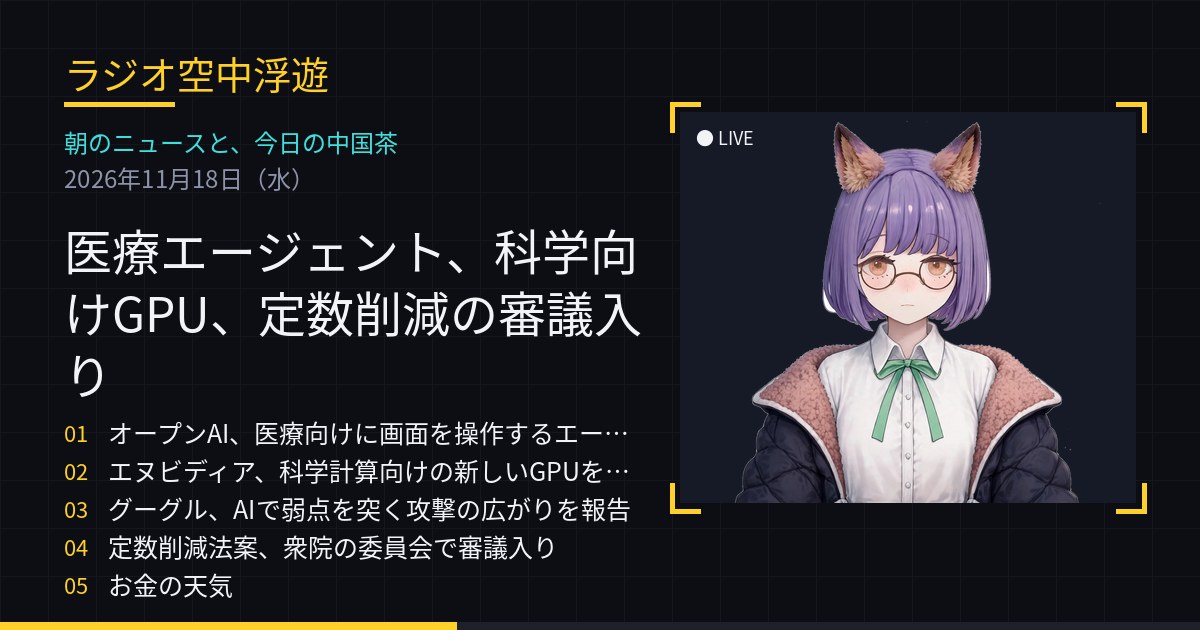 ラジオ空中浮遊
朝のニュースと、今日の中国茶
2026年11月18日（水）
医療エージェント、科学向
けGPU、定数削減の審議入
り
01 オープンAI、医療向けに画面を操作するエー…
02 エヌビディア、科学計算向けの新しいGPUを…
03 グーグル、AIで弱点を突く攻撃の広がりを報告
04 定数削減法案、衆院の委員会で審議入り
05 お金の天気
LIVE